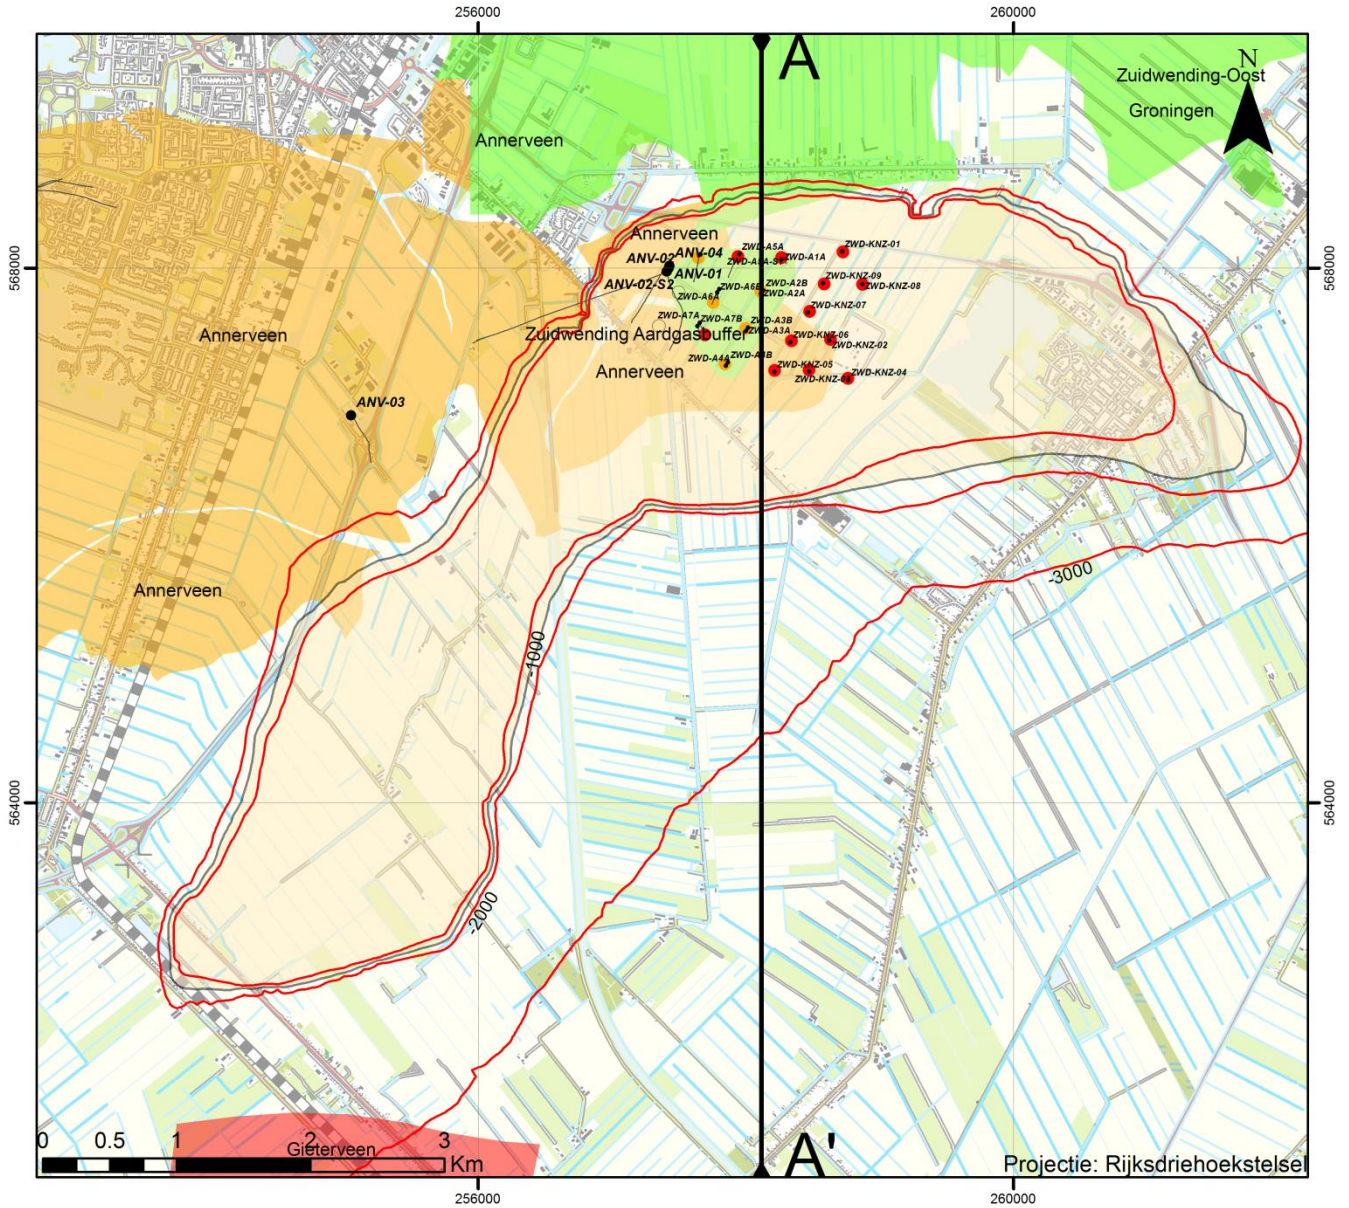 256000
260000
A
N
Zuidwending-Oost
Groningen
Annerveen
568000
568000
Annerveen
ANV-04
ANV-02
ANV-01
ANV-02-S2
ZWD-A5A
ZWD-A1A
ZWD-KNZ-01
ZWD-A6B
ZWD-A2B
ZWD-A2A
ZWD-KNZ-09
ZWD-KNZ-08
ZWD-A6A
ZWD-KNZ-07
ZWD-A7A
ZWD-A7B
ZWD-A3B
ZWD-A3A
Zuidwending Aardgasbuffer
ZWD-KNZ-06
ZWD-KNZ-02
Annerveen
ZWD-A4A
ZWD-A4B
ZWD-KNZ-05
ZWD-KNZ-04
Annerveen
ANV-03
-3000
Annerveen
-1000
564000
564000
-2000
0 0.5 1 2 3
Km
Gieterveen
A'
Projectie: Rijksdriehoekstelsel
256000
260000